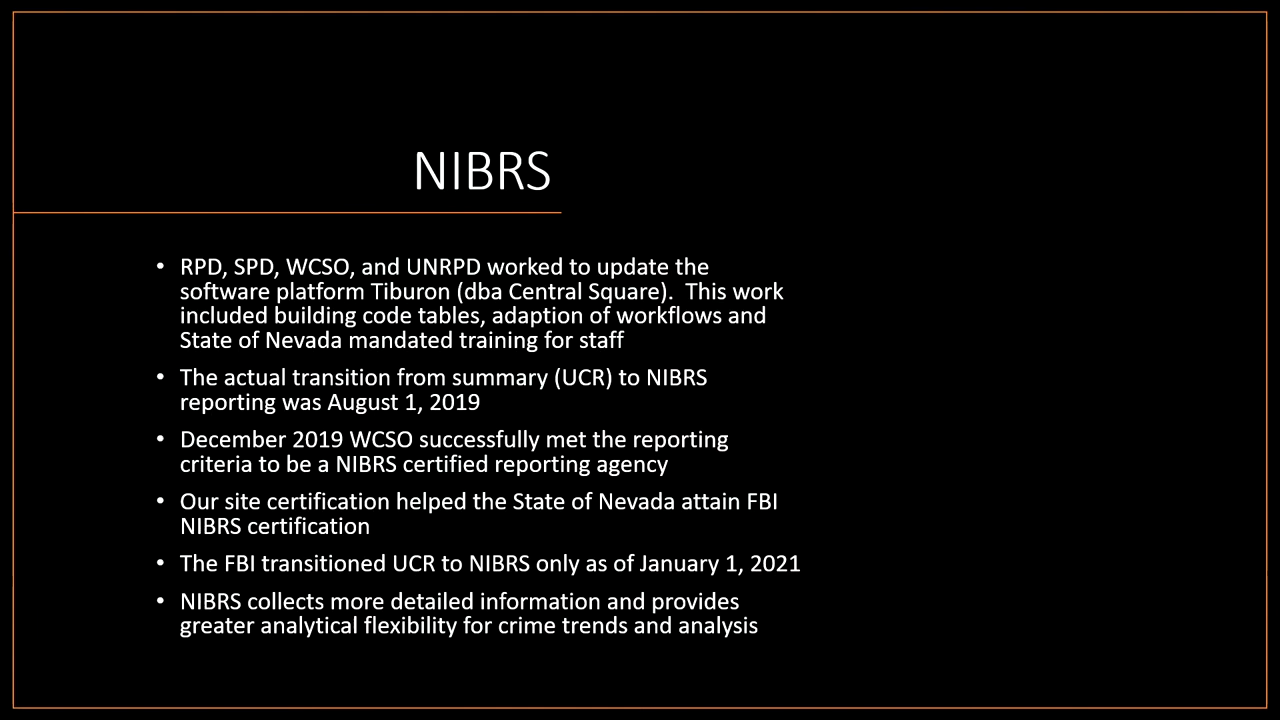 NIBRS
• RPD, SPD, WCSO, and UNRPD worked to update the
software platform Tiburon (dba Central Square).  This work
included building code tables, adaption of workflows and
State of Nevada mandated training for staff
• The actual transition from summary (UCR) to NIBRS
reporting was August 1, 2019
• December 2019 WCSO successfully met the reporting
criteria to be a NIBRS certified reporting agency
• Our site certification helped the State of Nevada attain FBI
NIBRS certification
• The FBI transitioned UCR to NIBRS only as of January 1, 2021
• NIBRS collects more detailed information and provides
greater analytical flexibility for crime trends and analysis